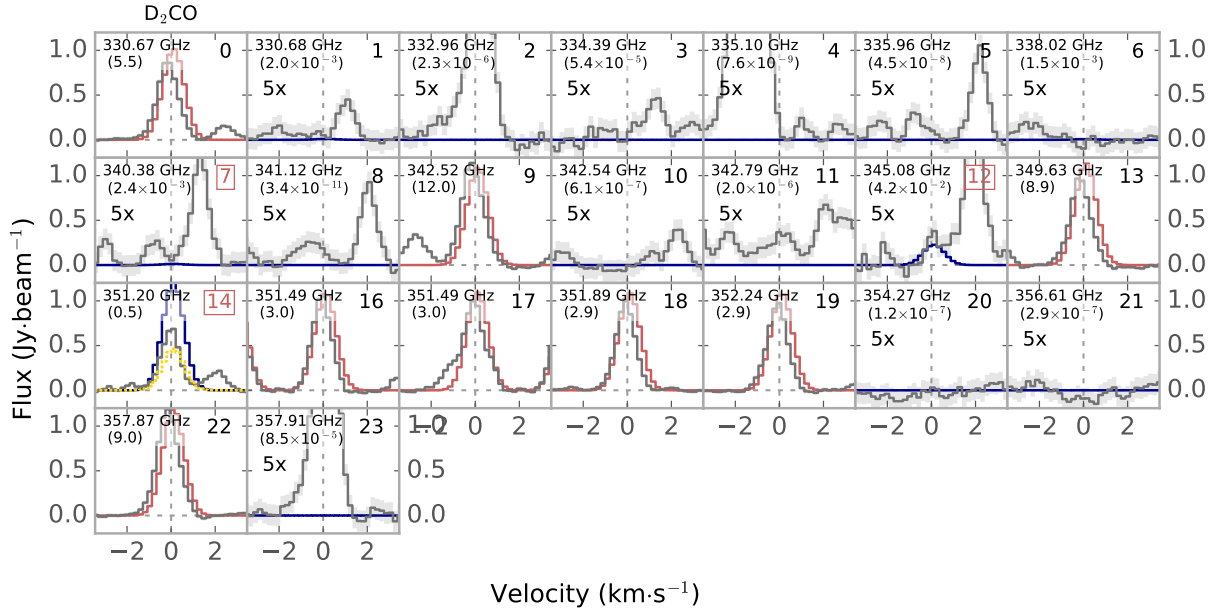 D₂CO
330.67 GHz 0
(5.5)
330.68 GHz 1
(2.0×10⁻³)
5x
332.96 GHz 2
(2.3×10⁻⁶)
5x
334.39 GHz 3
(5.4×10⁻⁵)
5x
335.10 GHz 4
(7.6×10⁻⁹)
5x
335.96 GHz 5
(4.5×10⁻⁸)
5x
338.02 GHz 6
(1.5×10⁻³)
5x
1.0 1.0
0.5 0.5
0.0 0.0
340.38 GHz 7
(2.4×10⁻³)
5x
341.12 GHz 8
(3.4×10⁻¹¹)
5x
342.52 GHz 9
(12.0)
342.54 GHz 10
(6.1×10⁻⁷)
5x
342.79 GHz 11
(2.0×10⁻⁶)
5x
345.08 GHz 12
(4.2×10⁻²)
5x
349.63 GHz 13
(8.9)
1.0 1.0
0.5 0.5
0.0 0.0
351.20 GHz 14
(0.5)
351.49 GHz 16
(3.0)
351.49 GHz 17
(3.0)
351.89 GHz 18
(2.9)
352.24 GHz 19
(2.9)
354.27 GHz 20
(1.2×10⁻⁷)
5x
356.61 GHz 21
(2.9×10⁻⁷)
5x
1.0 1.0
0.5 0.5
0.0 0.0
357.87 GHz 22
(9.0)
357.91 GHz 23
(8.5×10⁻⁵)
5x
1.0 1.0
0.5 0.5
0.0 0.0
−2 0 2 −2 0 2 −2 0 2 −2 0 2 −2 0 2
−2 0 2 −2 0 2
Flux (Jy·beam⁻¹)
Velocity (km·s⁻¹)